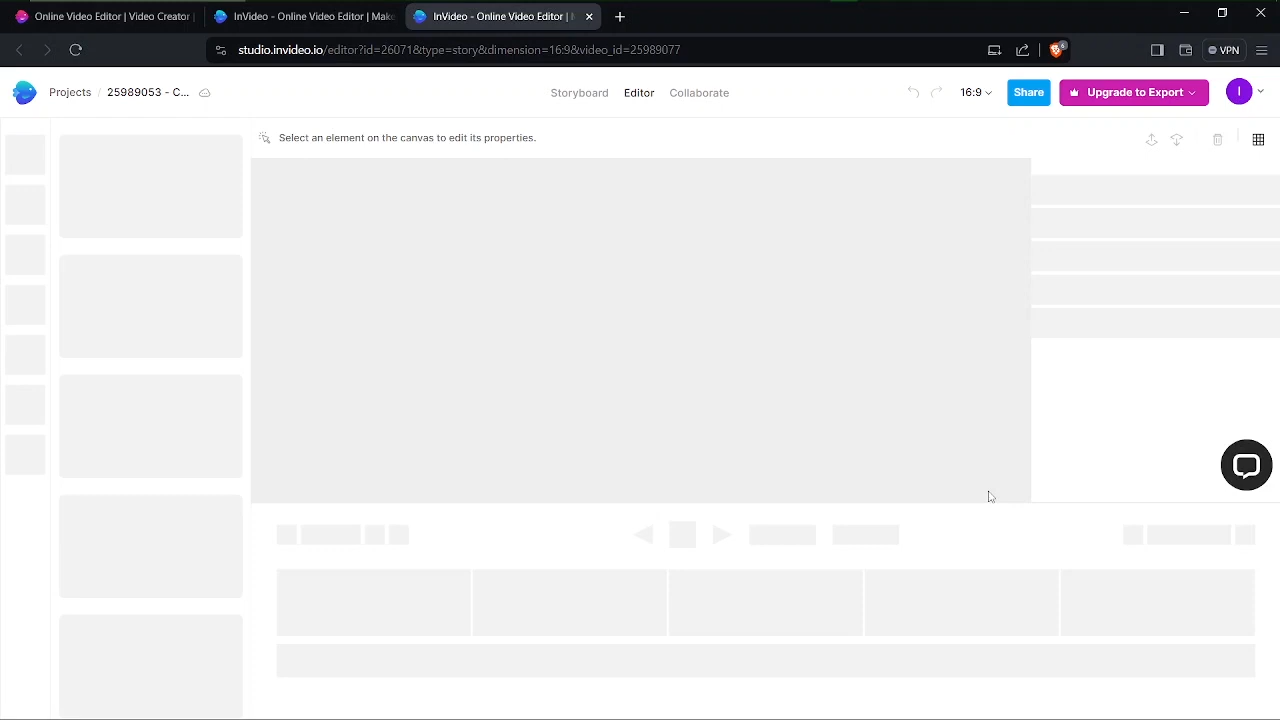 Online Video Editor | Video Creator |
InVideo - Online Video Editor | Make
InVideo - Online Video Editor |
studio.invideo.io/editor?id=26071&type=story&dimension=16:9&video_id=25989077
6
VPN
Projects / 25989053 - C...
Storyboard
Editor
Collaborate
16:9
Share
Upgrade to Export
I
Select an element on the canvas to edit its properties.